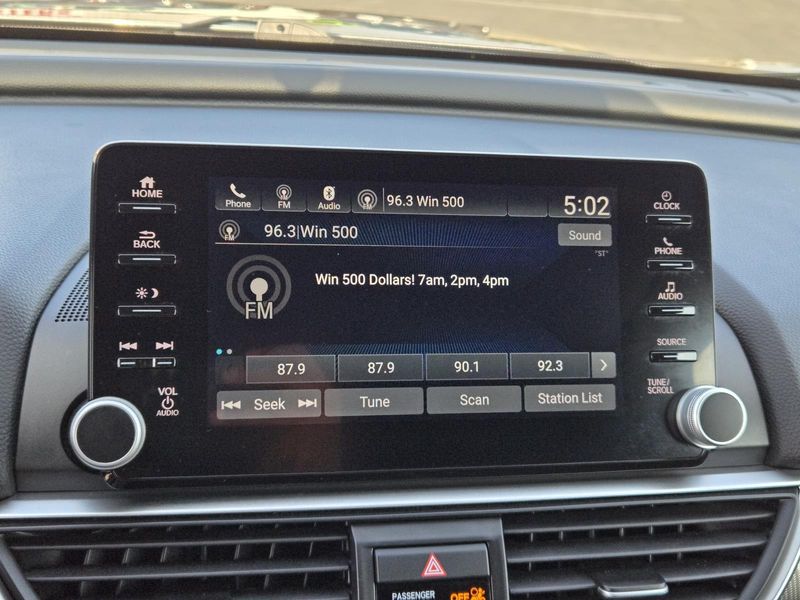 HOME
BACK
VOL
AUDIO
Phone
FM
Audio
FM
96.3 Win 500
5:02
FM
96.3|Win 500
Sound
"ST"
FM
Win 500 Dollars! 7am, 2pm, 4pm
87.9
87.9
90.1
92.3
Seek
Tune
Scan
Station List
CLOCK
PHONE
AUDIO
SOURCE
TUNE/
SCROLL
PASSENGER
OFF